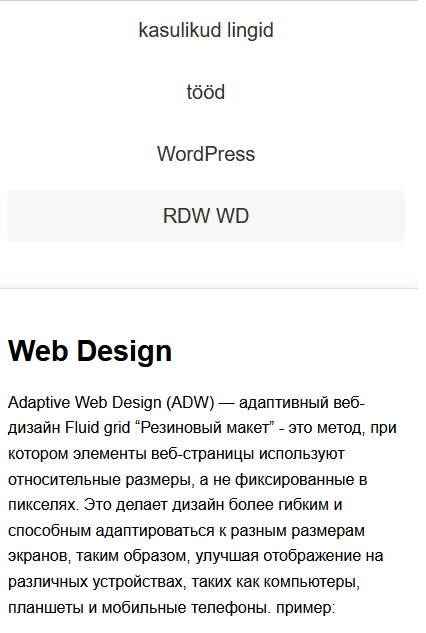 kasulikud lingid
tööd
WordPress
RDW WD
Web Design
Adaptive Web Design (ADW) — адаптивный веб-
дизайн Fluid grid “Резиновый макет” - это метод, при
котором элементы веб-страницы используют
относительные размеры, а не фиксированные в
пикселях. Это делает дизайн более гибким и
способным адаптироваться к разным размерам
экранов, таким образом, улучшая отображение на
различных устройствах, таких как компьютеры,
планшеты и мобильные телефоны. пример: